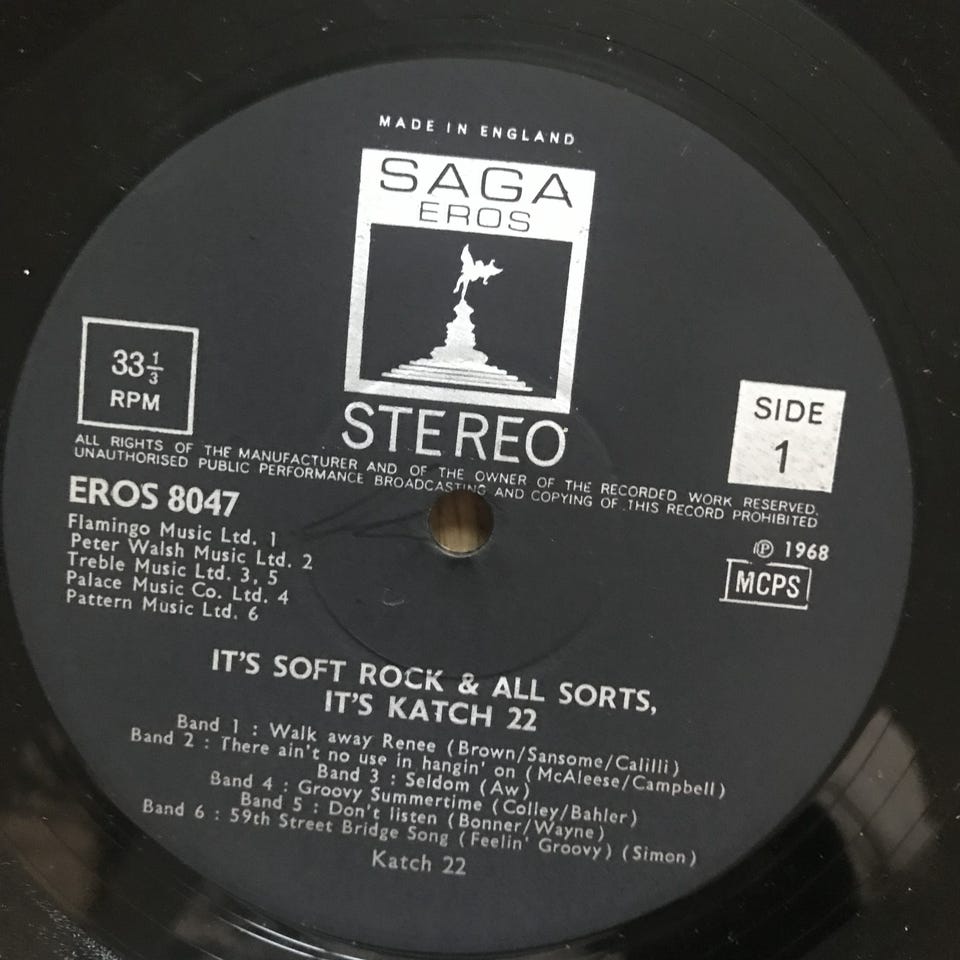 MADE IN ENGLAND
SAGA
EROS
33⅓
RPM
STEREO
SIDE
1
ALL RIGHTS OF THE MANUFACTURER AND OF THE OWNER OF THE RECORDED WORK RESERVED.
UNAUTHORISED PUBLIC PERFORMANCE BROADCASTING AND COPYING OF THIS RECORD PROHIBITED
EROS 8047
Flamingo Music Ltd. 1
Peter Walsh Music Ltd. 2
Treble Music Ltd. 3, 5
Palace Music Co. Ltd. 4
Pattern Music Ltd. 6
℗ 1968
MCPS
IT'S SOFT ROCK & ALL SORTS,
IT'S KATCH 22
Band 1 : Walk away Renee (Brown/Sansome/Calilli)
Band 2 : There ain't no use in hangin' on (McAleese/Campbell)
Band 3 : Seldom (Aw)
Band 4 : Groovy Summertime (Colley/Bahler)
Band 5 : Don't listen (Bonner/Wayne)
Band 6 : 59th Street Bridge Song (Feelin' Groovy) (Simon)
Katch 22